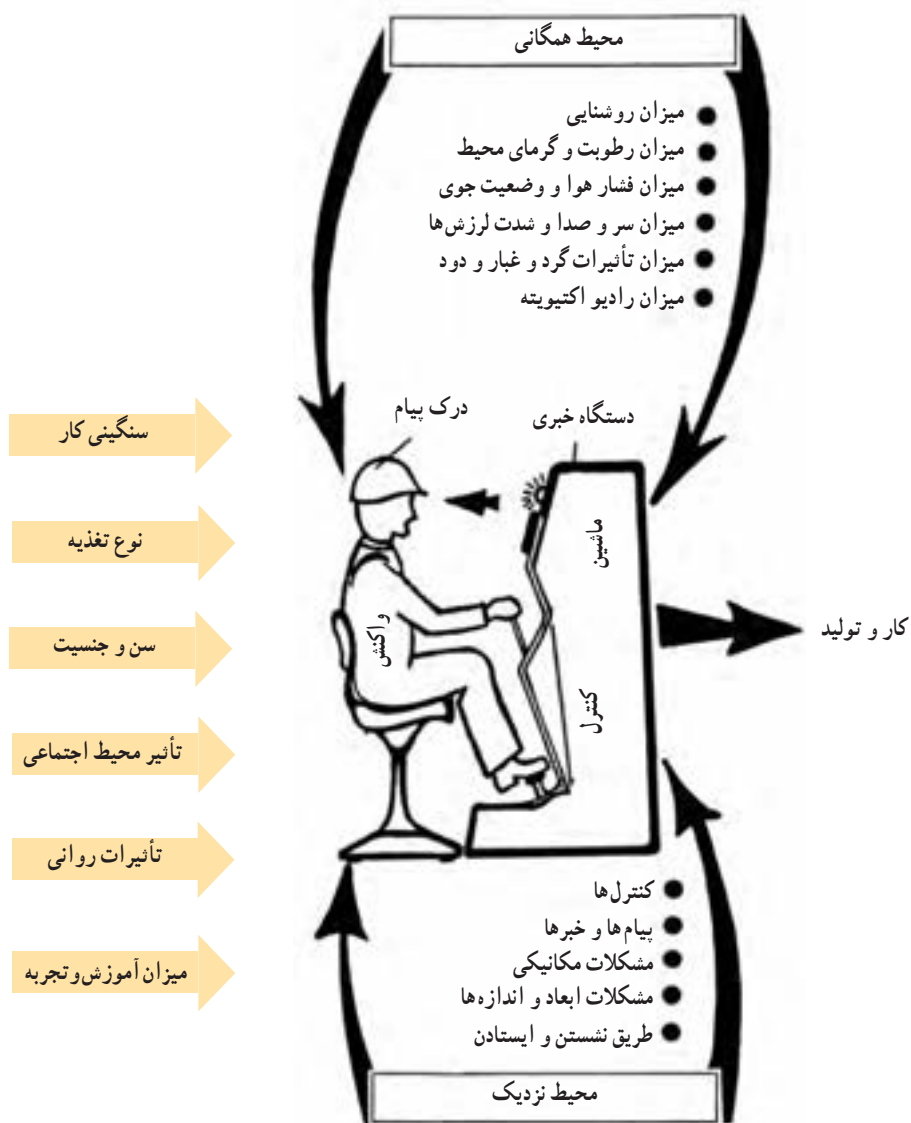 محیط همگانی
میزان روشنایی
میزان رطوبت و گرمای محیط
میزان فشار هوا و وضعیت جوی
میزان سر و صدا و شدت لرزش‌ها
میزان تأثیرات گرد و غبار و دود
میزان رادیو اکتیویته
دستگاه خبری
درک پیام
ماشین
واکنش
کنترل
کار و تولید
سنگینی کار
نوع تغذیه
سن و جنسیت
تأثیر محیط اجتماعی
تأثیرات روانی
میزان آموزش و تجربه
کنترل‌ها
پیام‌ها و خبرها
مشکلات مکانیکی
مشکلات ابعاد و اندازه‌ها
طریق نشستن و ایستادن
محیط نزدیک